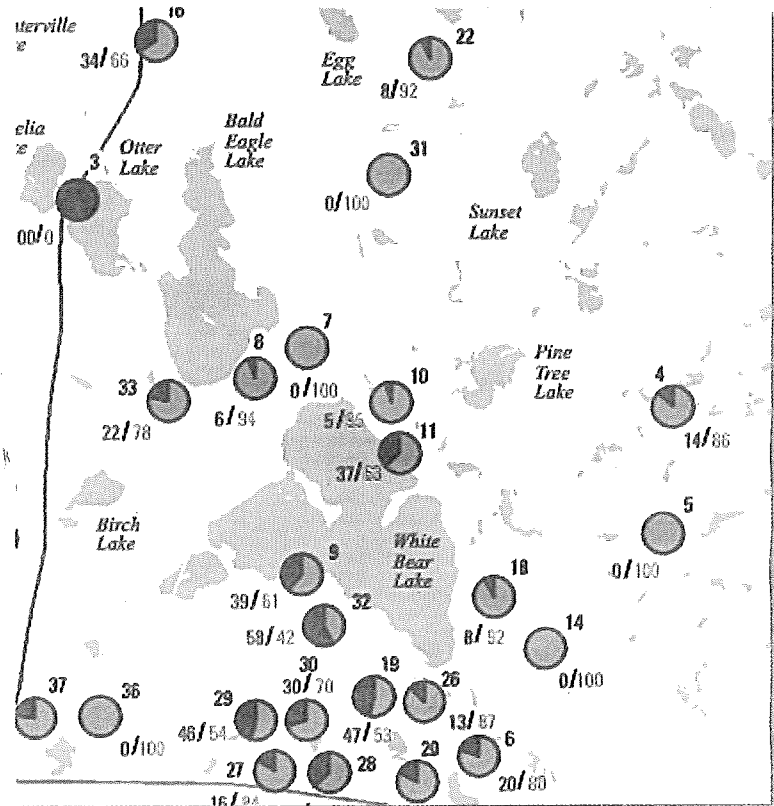 16
34/66
Egg
Lake
22
8/92
Bald
Eagle
Lake
Otter
Lake
3
31
0/100
Sunset
Lake
7
8
0/100
6/94
33
22/78
10
5/95
11
37/63
Pine
Tree
Lake
4
14/86
5
0/100
Birch
Lake
White
Bear
Lake
9
39/61
32
58/42
18
8/92
14
0/100
37
36
0/100
29
46/54
30
30/70
19
47/53
26
13/87
6
20/80
27
28
20